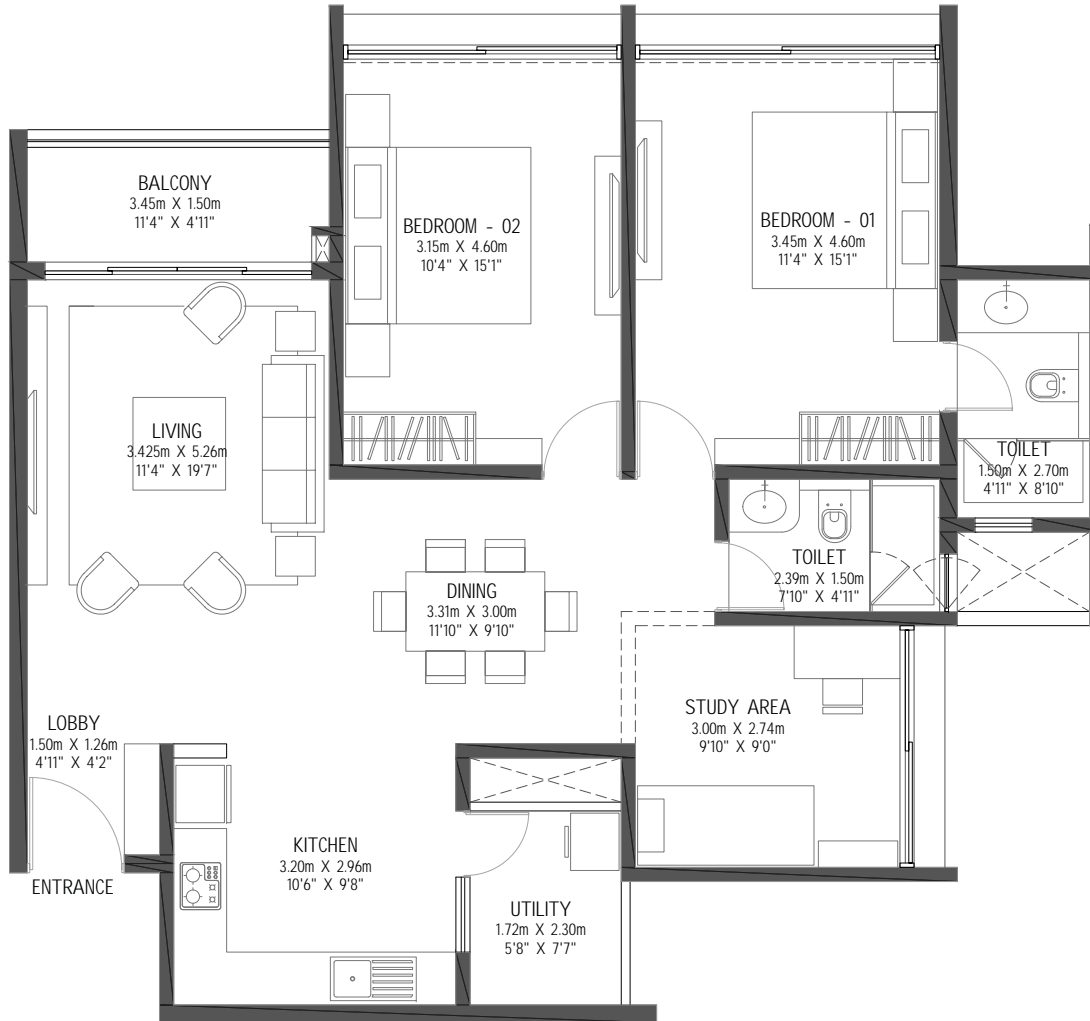 BALCONY
3.45m X 1.50m
11'4" X 4'11"
BEDROOM - 02
3.15m X 4.60m
10'4" X 15'1"
BEDROOM - 01
3.45m X 4.60m
11'4" X 15'1"
LIVING
3.425m X 5.26m
11'4" X 19'7"
TOILET
1.50m X 2.70m
4'11" X 8'10"
TOILET
2.39m X 1.50m
7'10" X 4'11"
DINING
3.31m X 3.00m
11'10" X 9'10"
STUDY AREA
3.00m X 2.74m
9'10" X 9'0"
LOBBY
1.50m X 1.26m
4'11" X 4'2"
KITCHEN
3.20m X 2.96m
10'6" X 9'8"
ENTRANCE
UTILITY
1.72m X 2.30m
5'8" X 7'7"